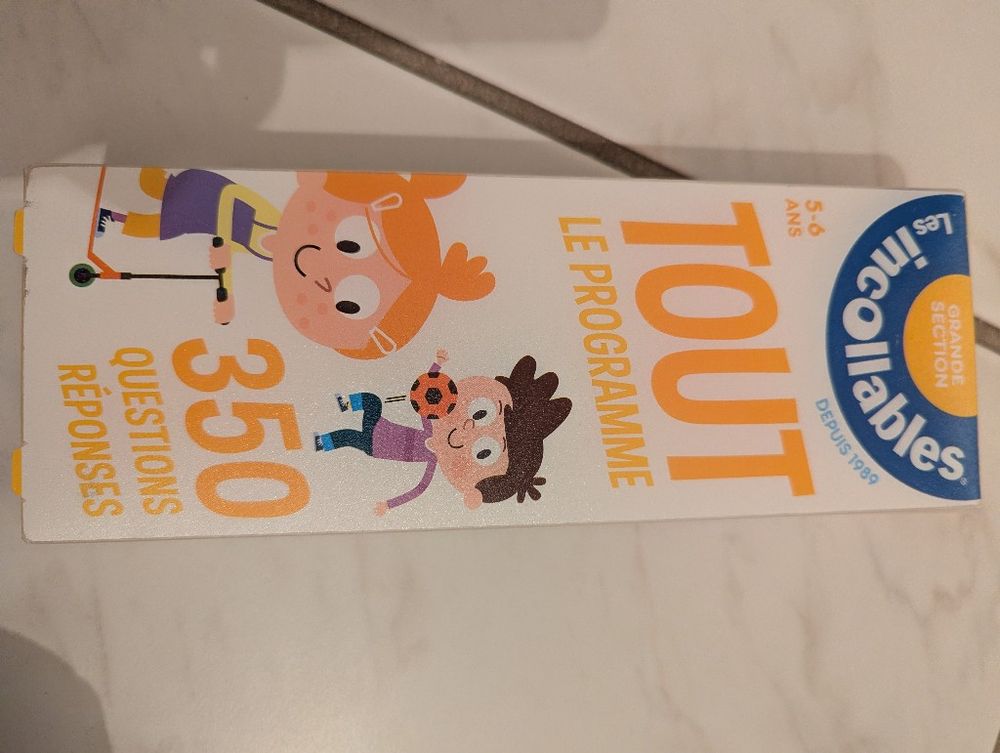 Les
incollables®
GRANDE
SECTION
DEPUIS 1989
5-6
ANS
TOUT
LE PROGRAMME
350
QUESTIONS
RÉPONSES